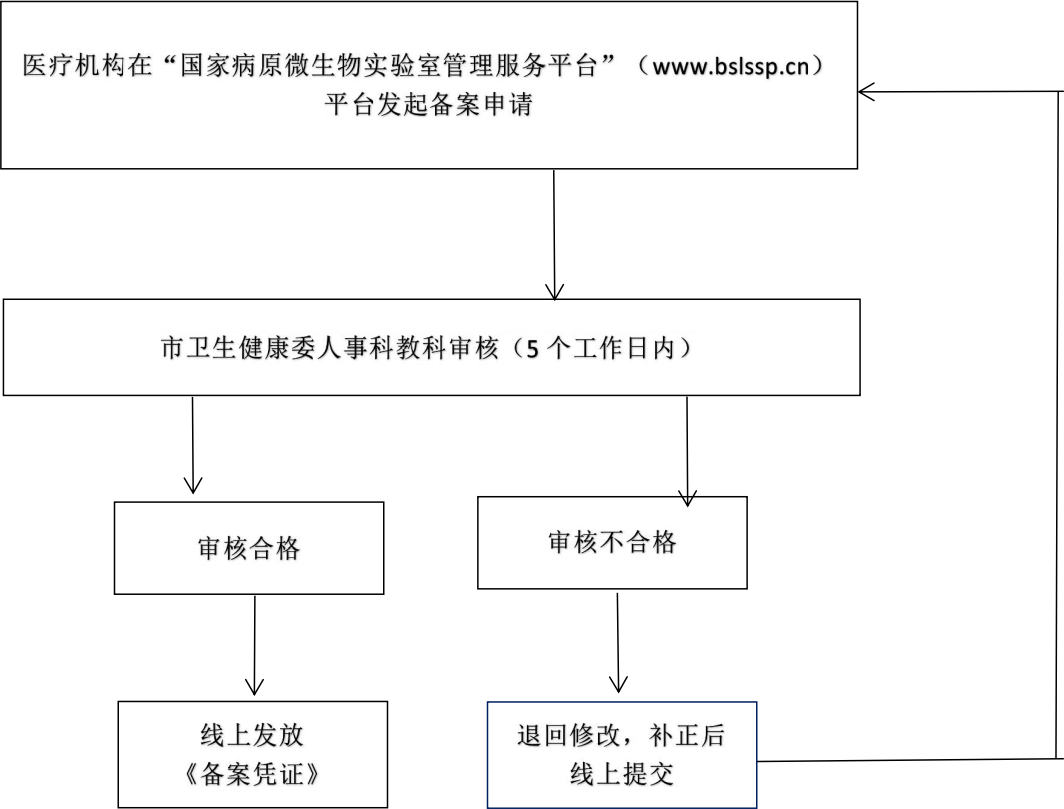 医疗机构在“国家病原微生物实验室管理服务平台”（www.bslssp.cn）
平台发起备案申请
市卫生健康委人事科教科审核（5 个工作日内）
审核合格
审核不合格
线上发放
《备案凭证》
退回修改，补正后
线上提交